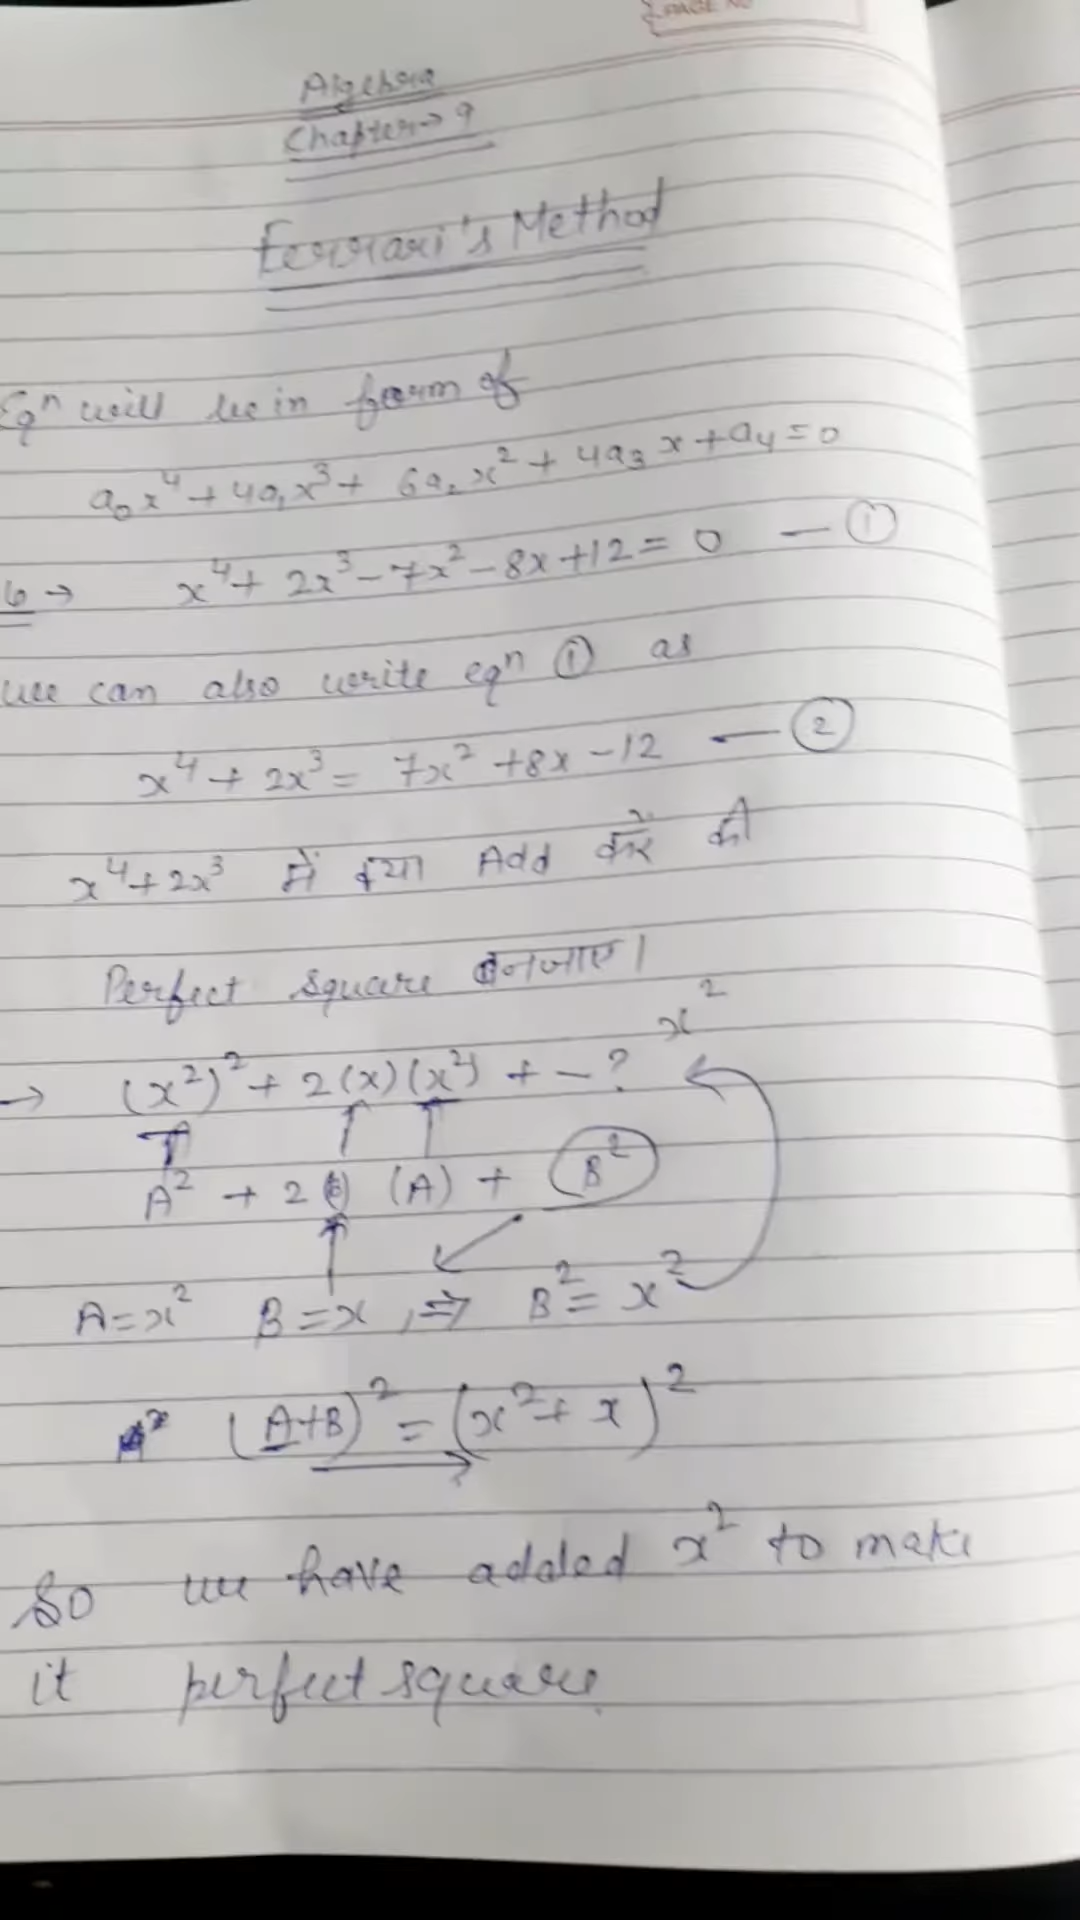 PAGE NO
Algebra
Chapter → 9
Ferrari's Method
Eqⁿ will be in form of
a₀x⁴ + 4a₁x³ + 6a₂x² + 4a₃x + a₄ = 0
6 → x⁴ + 2x³ - 7x² - 8x + 12 = 0 — ①
we can also write eqⁿ ① as
x⁴ + 2x³ = 7x² + 8x - 12 — ②
x⁴ + 2x³ में क्या Add करें की
Perfect square बनजाए।
→ (x²)² + 2(x)(x²) + - ? x²
A² + 2(B)(A) + B²
A = x² B = x, ⇒ B² = x²
(A+B)² = (x² + x)²
So we have added x² to make
it perfect square.